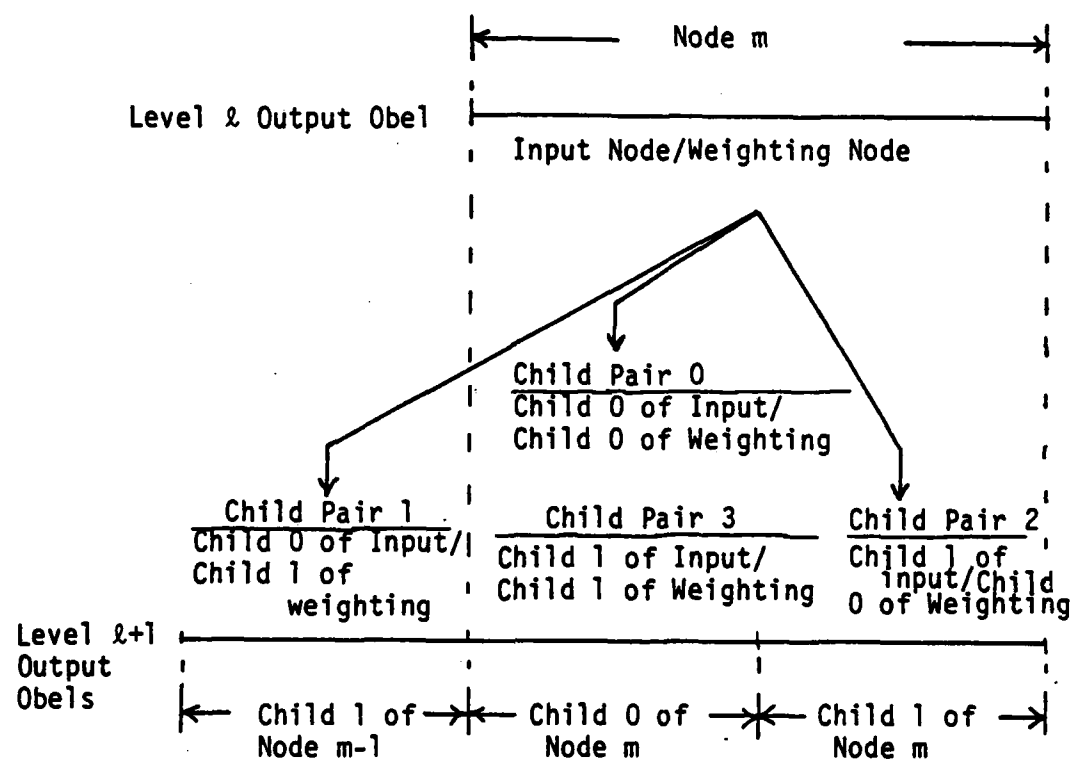 Node m
Level ℓ Output Obel
Input Node/Weighting Node
Child Pair 0
Child 0 of Input/
Child 0 of Weighting
Child Pair 1
Child 0 of Input/
Child 1 of
weighting
Child Pair 3
Child 1 of Input/
Child 1 of Weighting
Child Pair 2
Child 1 of
input/Child
0 of Weighting
Level ℓ+1
Output
Obels
Child 1 of
Node m-1
Child 0 of
Node m
Child 1 of
Node m